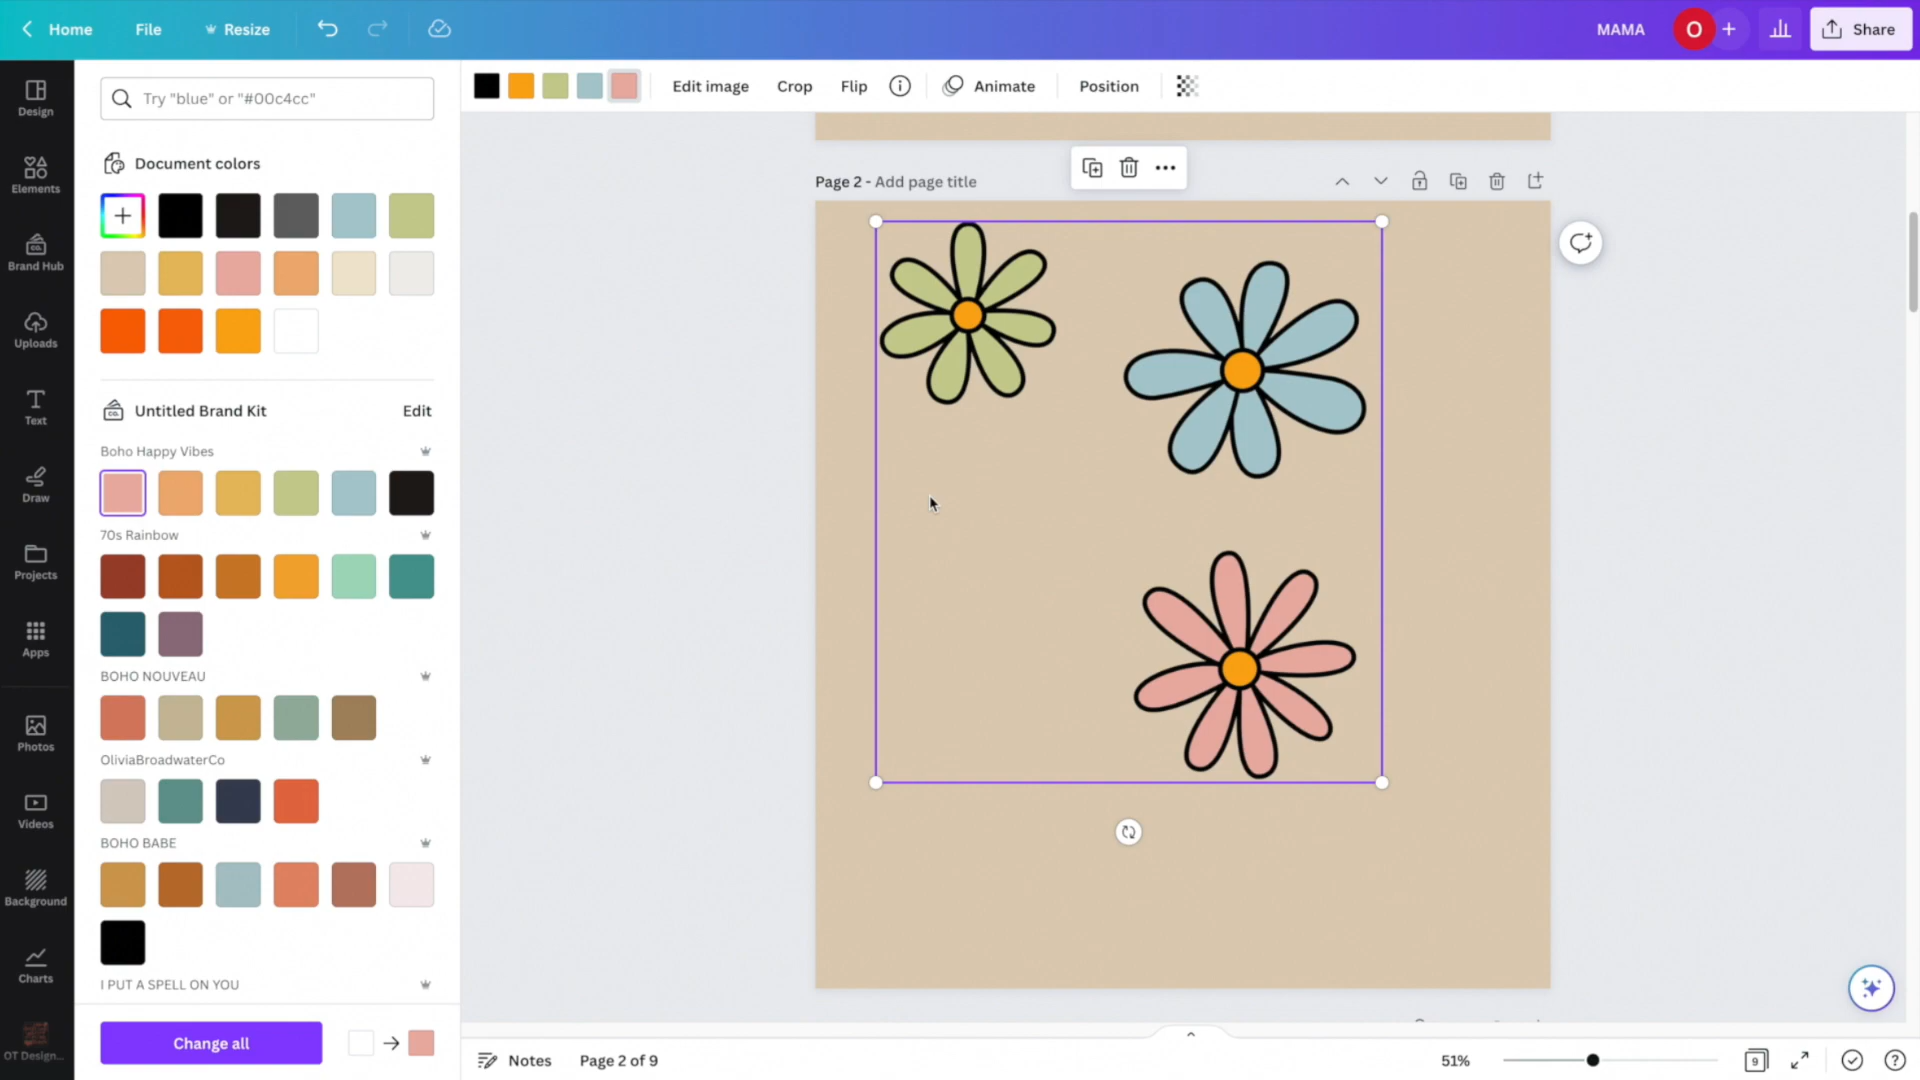 Home
File
Resize
MAMA
O
Share
Design
Elements
Brand Hub
Uploads
Text
Draw
Projects
Apps
Photos
Videos
Background
Charts
OT Design...
Try "blue" or "#00c4cc"
Document colors
Untitled Brand Kit
Edit
Boho Happy Vibes
70s Rainbow
BOHO NOUVEAU
OliviaBroadwaterCo
BOHO BABE
I PUT A SPELL ON YOU
Change all
Edit image
Crop
Flip
Animate
Position
Page 2 - Add page title
Notes
Page 2 of 9
51%
9